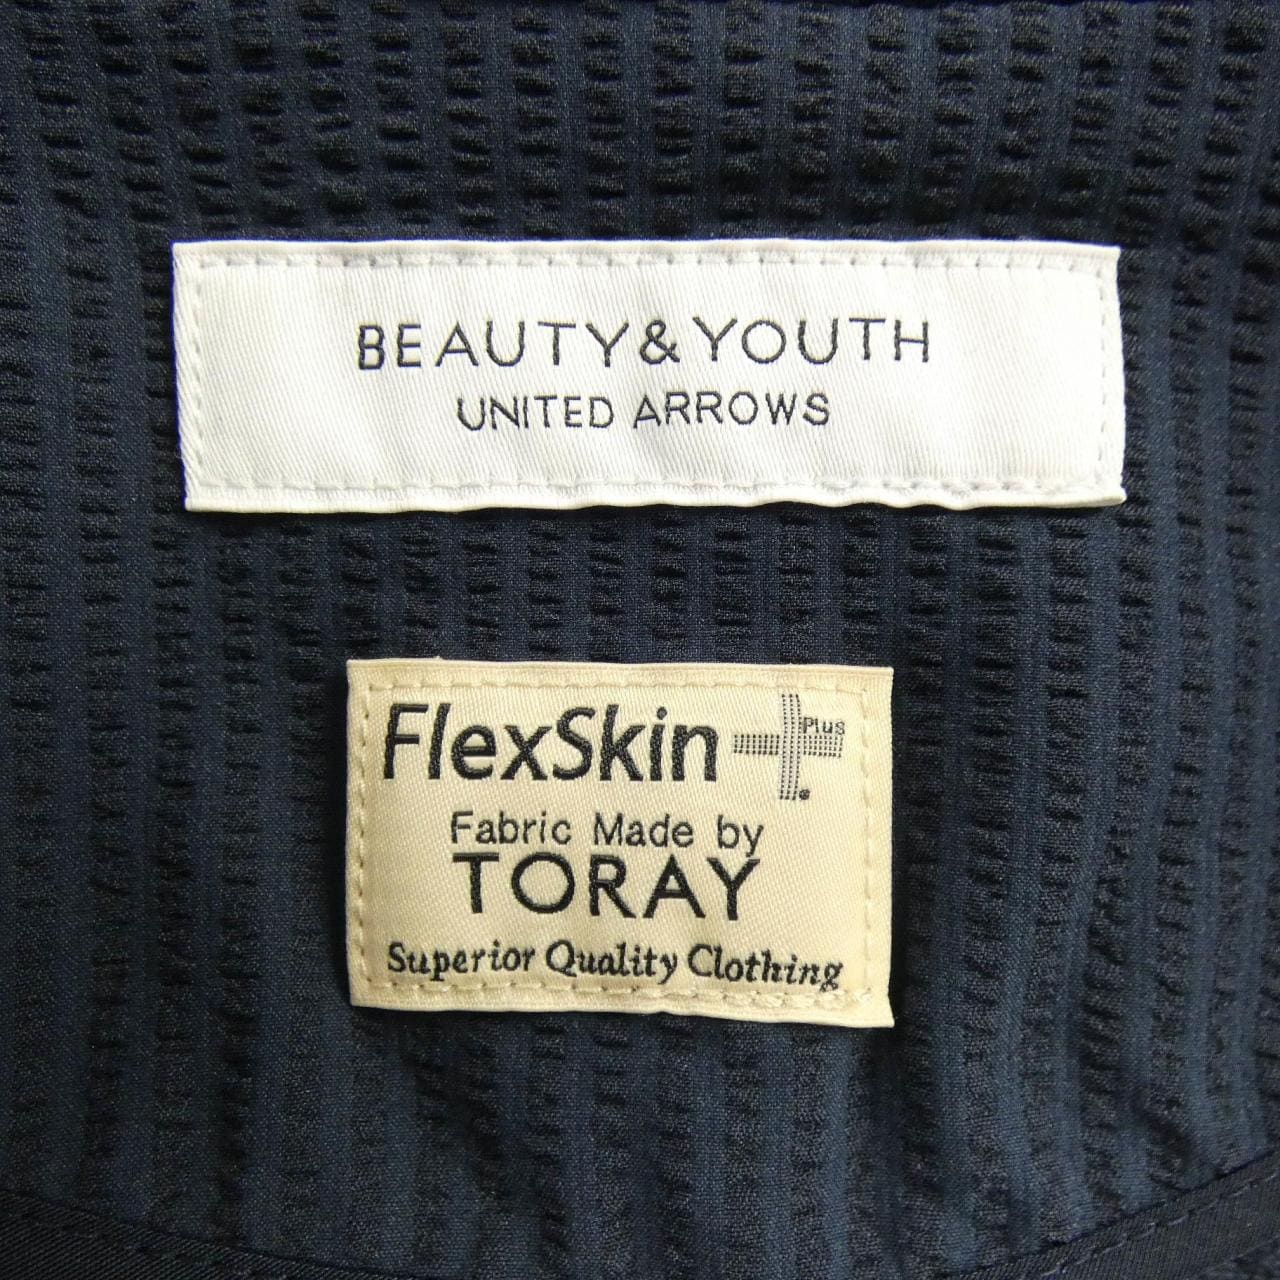 BEAUTY&YOUTH
UNITED ARROWS
FlexSkin Plus
Fabric Made by
TORAY
Superior Quality Clothing